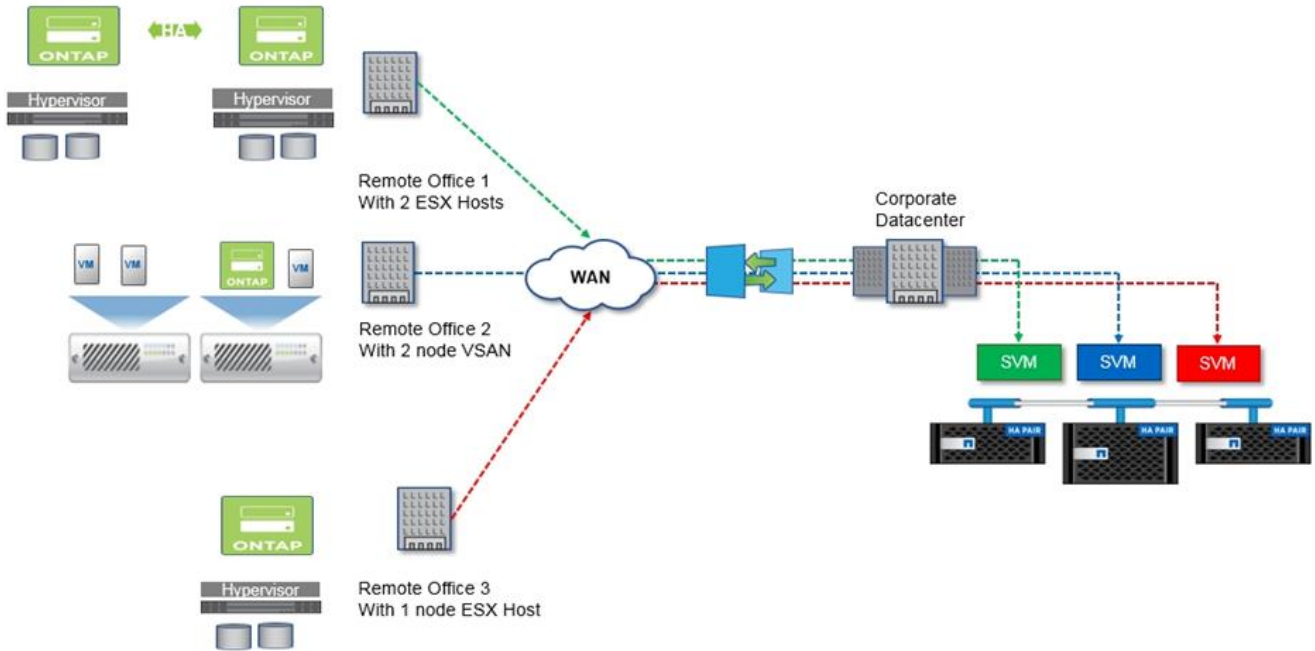 ONTAP
HA
ONTAP
Hypervisor
Hypervisor
Remote Office 1
With 2 ESX Hosts
VM
VM
ONTAP
VM
Remote Office 2
With 2 node VSAN
WAN
Corporate
Datacenter
SVM
SVM
SVM
HA PAIR
HA PAIR
HA PAIR
ONTAP
Hypervisor
Remote Office 3
With 1 node ESX Host